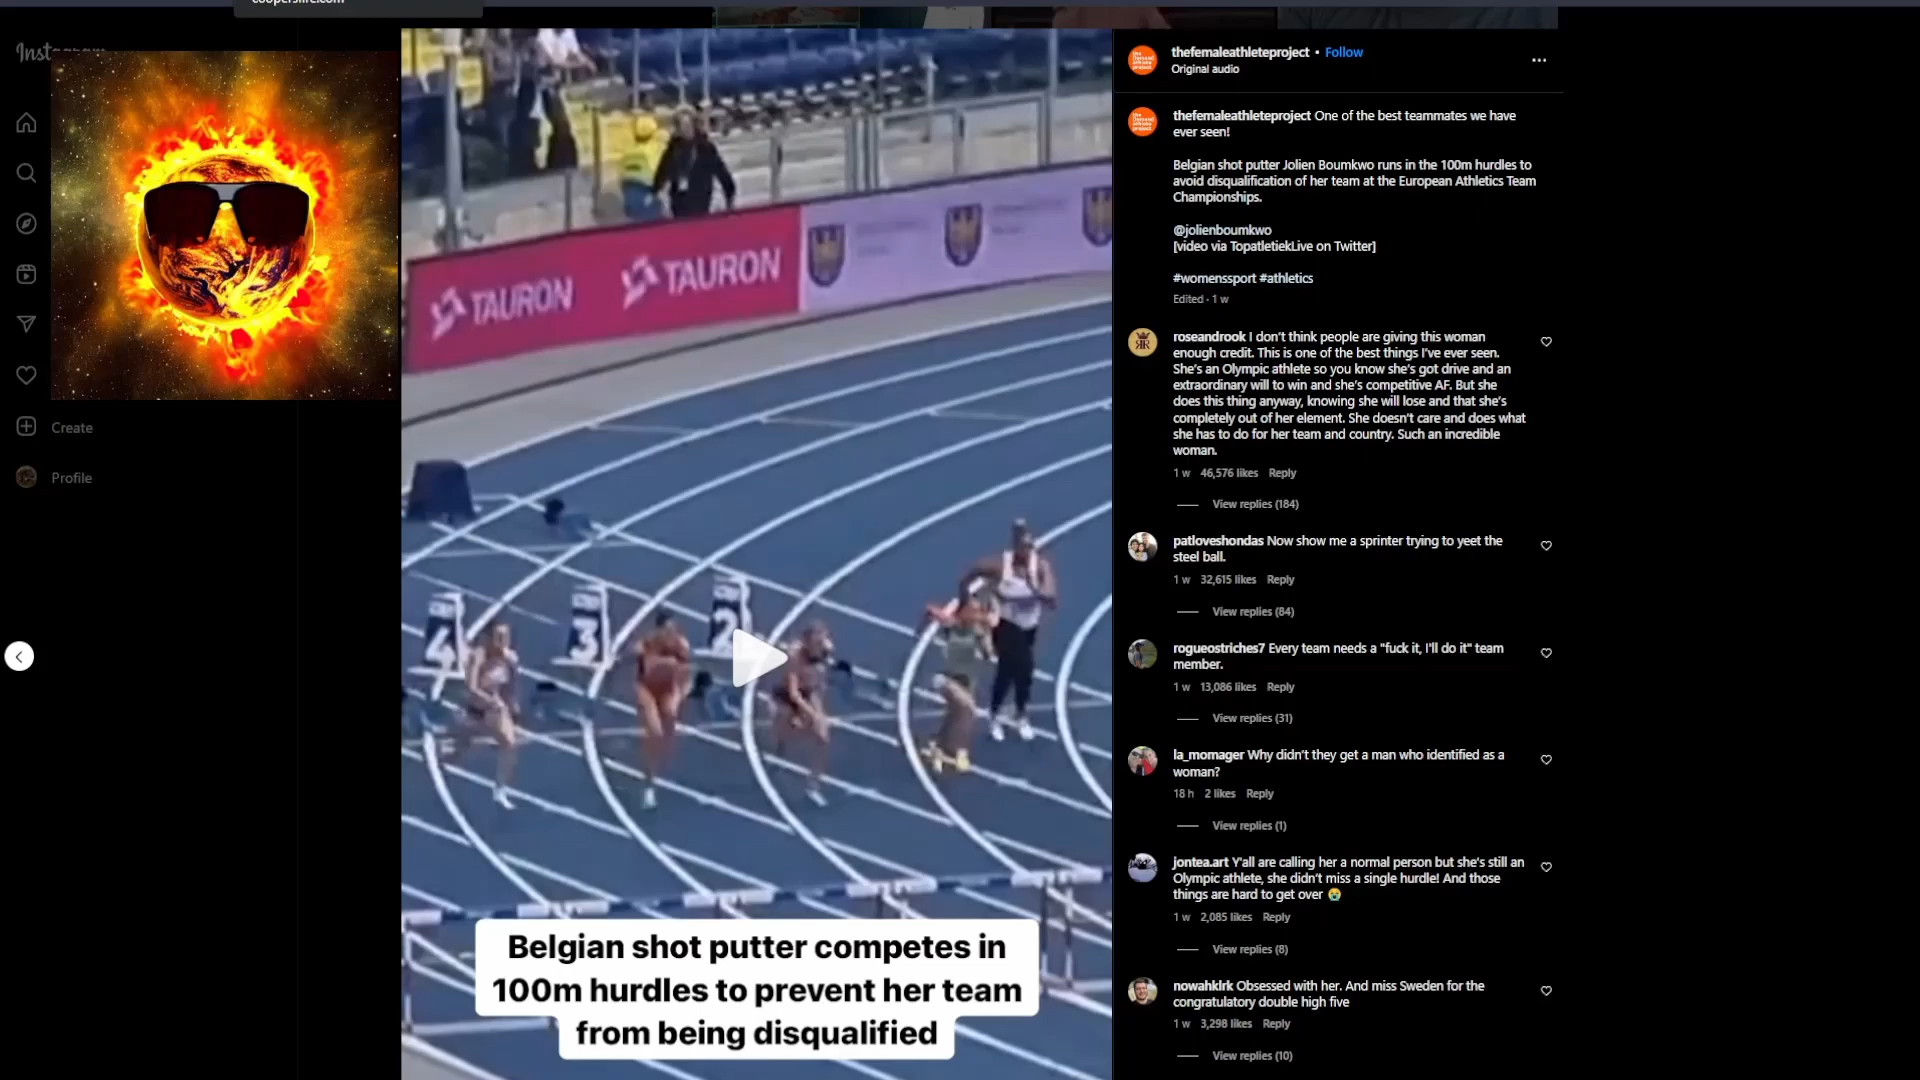 cooperslife.com
Create
Profile
TAURON
TAURON
4
3
2
Belgian shot putter competes in
100m hurdles to prevent her team
from being disqualified
thefemaleathleteproject • Follow
Original audio
thefemaleathleteproject One of the best teammates we have
ever seen!
Belgian shot putter Jolien Boumkwo runs in the 100m hurdles to
avoid disqualification of her team at the European Athletics Team
Championships.
@jolienboumkwo
[video via TopatletiekLive on Twitter]
#womenssport #athletics
Edited · 1 w
roseandrook I don't think people are giving this woman
enough credit. This is one of the best things I've ever seen.
She's an Olympic athlete so you know she's got drive and an
extraordinary will to win and she's competitive AF. But she
does this thing anyway, knowing she will lose and that she's
completely out of her element. She doesn't care and does what
she has to do for her team and country. Such an incredible
woman.
1 w 46,576 likes Reply
View replies (184)
patloveshondas Now show me a sprinter trying to yeet the
steel ball.
1 w 32,615 likes Reply
View replies (84)
rogueostriches7 Every team needs a "fuck it, I'll do it" team
member.
1 w 13,086 likes Reply
View replies (31)
la_momager Why didn't they get a man who identified as a
woman?
18 h 2 likes Reply
View replies (1)
jontea.art Y'all are calling her a normal person but she's still an
Olympic athlete, she didn't miss a single hurdle! And those
things are hard to get over 😭
1 w 2,085 likes Reply
View replies (8)
nowahklrk Obsessed with her. And miss Sweden for the
congratulatory double high five
1 w 3,298 likes Reply
View replies (10)